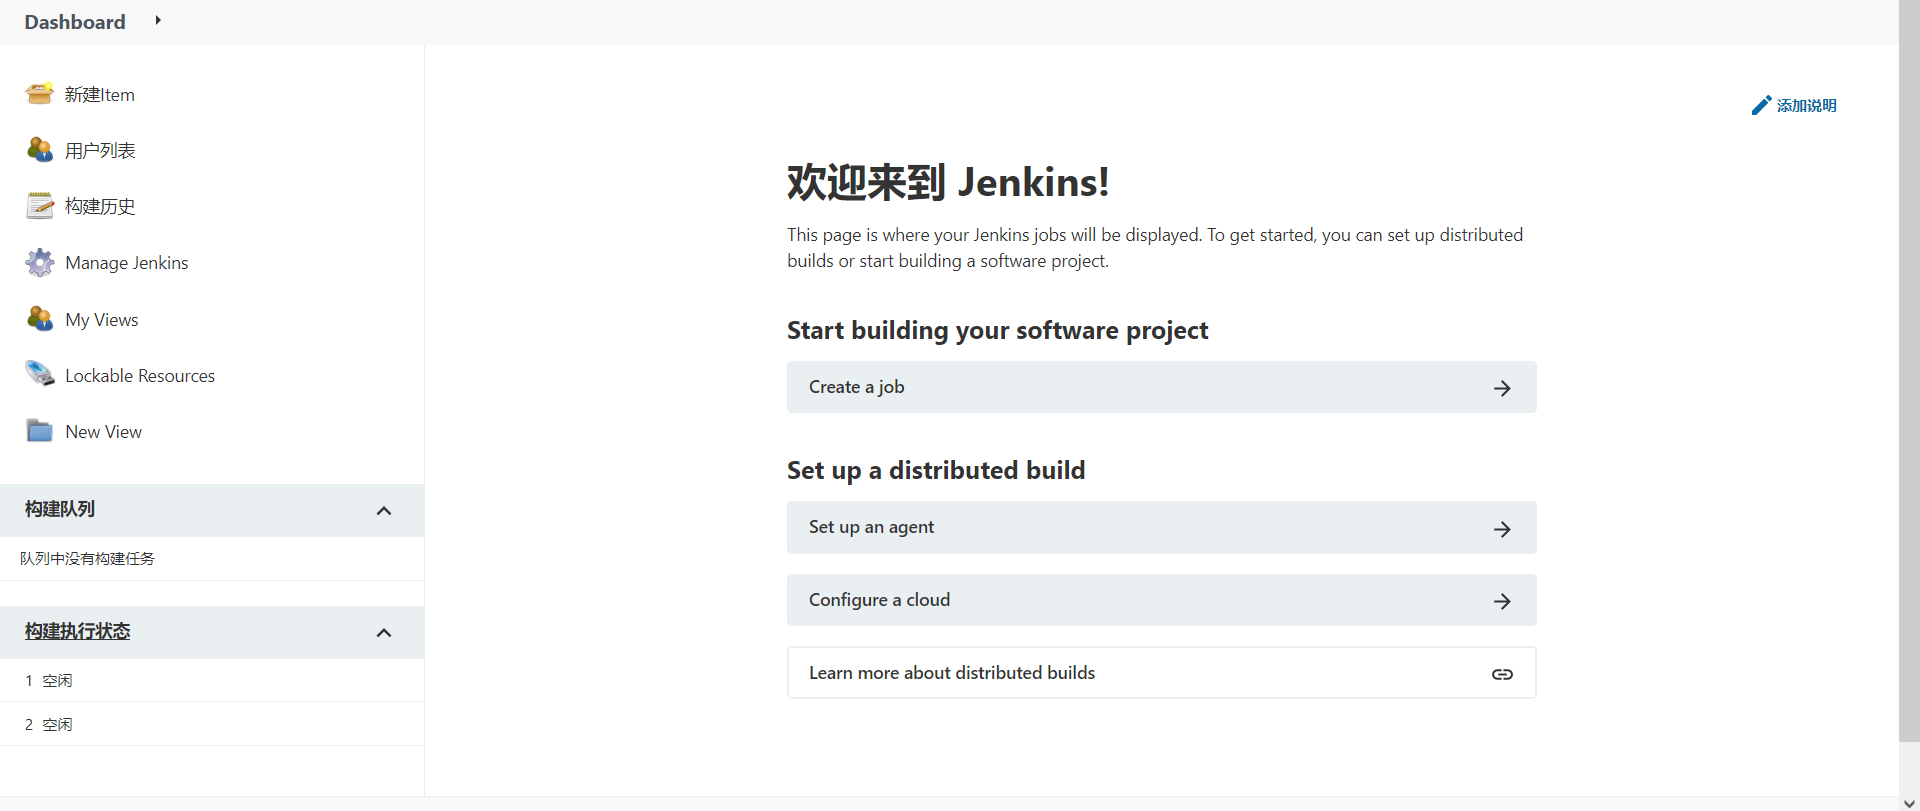 Dashboard
新建Item
用户列表
构建历史
Manage Jenkins
My Views
Lockable Resources
New View
构建队列
队列中没有构建任务
构建执行状态
1 空闲
2 空闲
添加说明
欢迎来到 Jenkins!
This page is where your Jenkins jobs will be displayed. To get started, you can set up distributed
builds or start building a software project.
Start building your software project
Create a job
Set up a distributed build
Set up an agent
Configure a cloud
Learn more about distributed builds